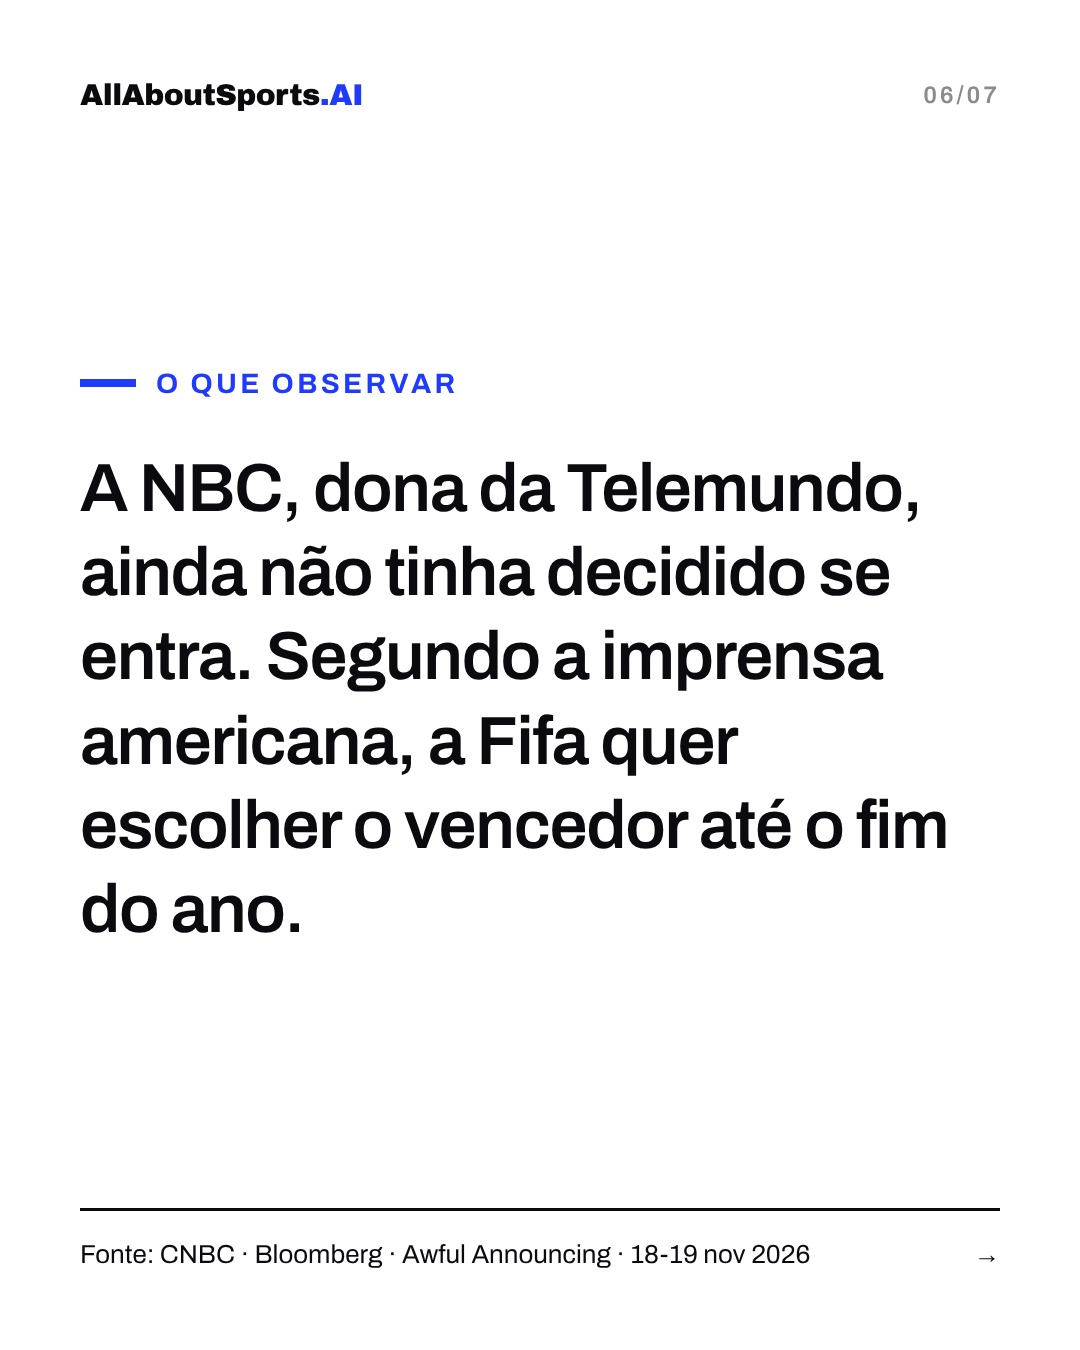 AllAboutSports.AI
06/07
O QUE OBSERVAR
A NBC, dona da Telemundo,
ainda não tinha decidido se
entra. Segundo a imprensa
americana, a Fifa quer
escolher o vencedor até o fim
do ano.
Fonte: CNBC · Bloomberg · Awful Announcing · 18-19 nov 2026
→